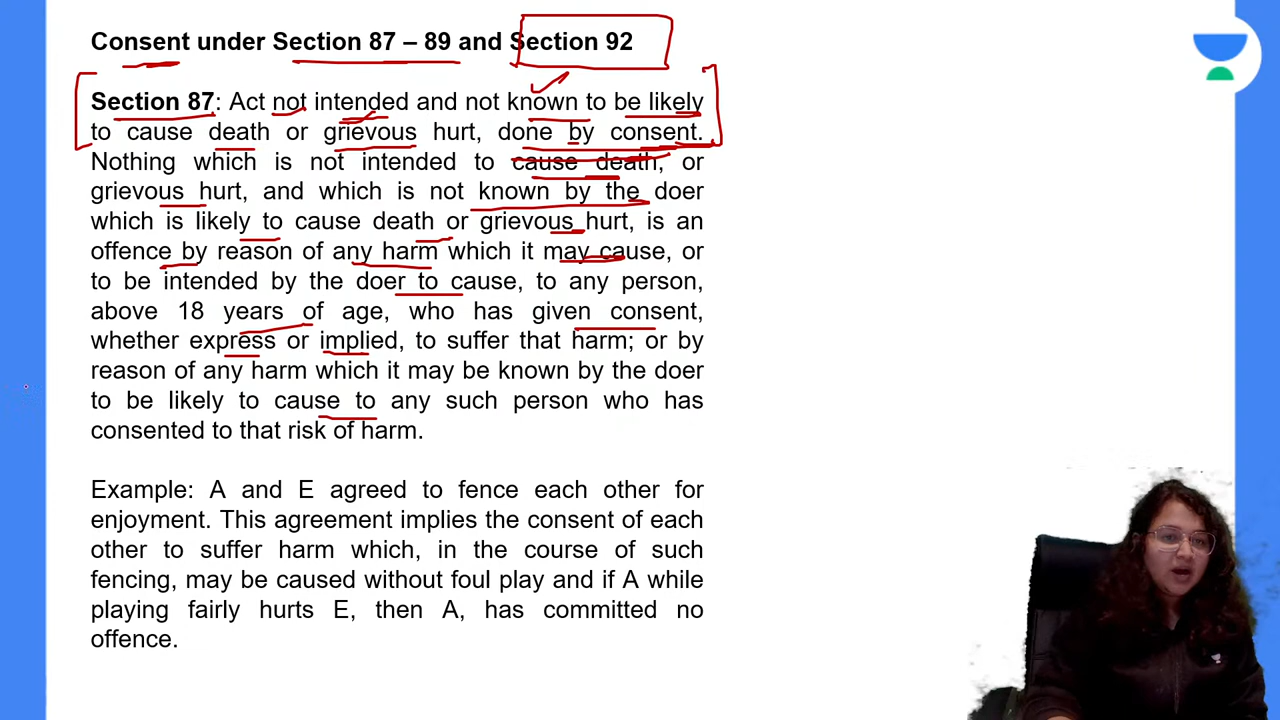 Consent under Section 87 – 89 and Section 92
Section 87: Act not intended and not known to be likely
to cause death or grievous hurt, done by consent.
Nothing which is not intended to cause death, or
grievous hurt, and which is not known by the doer
which is likely to cause death or grievous hurt, is an
offence by reason of any harm which it may cause, or
to be intended by the doer to cause, to any person,
above 18 years of age, who has given consent,
whether express or implied, to suffer that harm; or by
reason of any harm which it may be known by the doer
to be likely to cause to any such person who has
consented to that risk of harm.
Example: A and E agreed to fence each other for
enjoyment. This agreement implies the consent of each
other to suffer harm which, in the course of such
fencing, may be caused without foul play and if A while
playing fairly hurts E, then A, has committed no
offence.